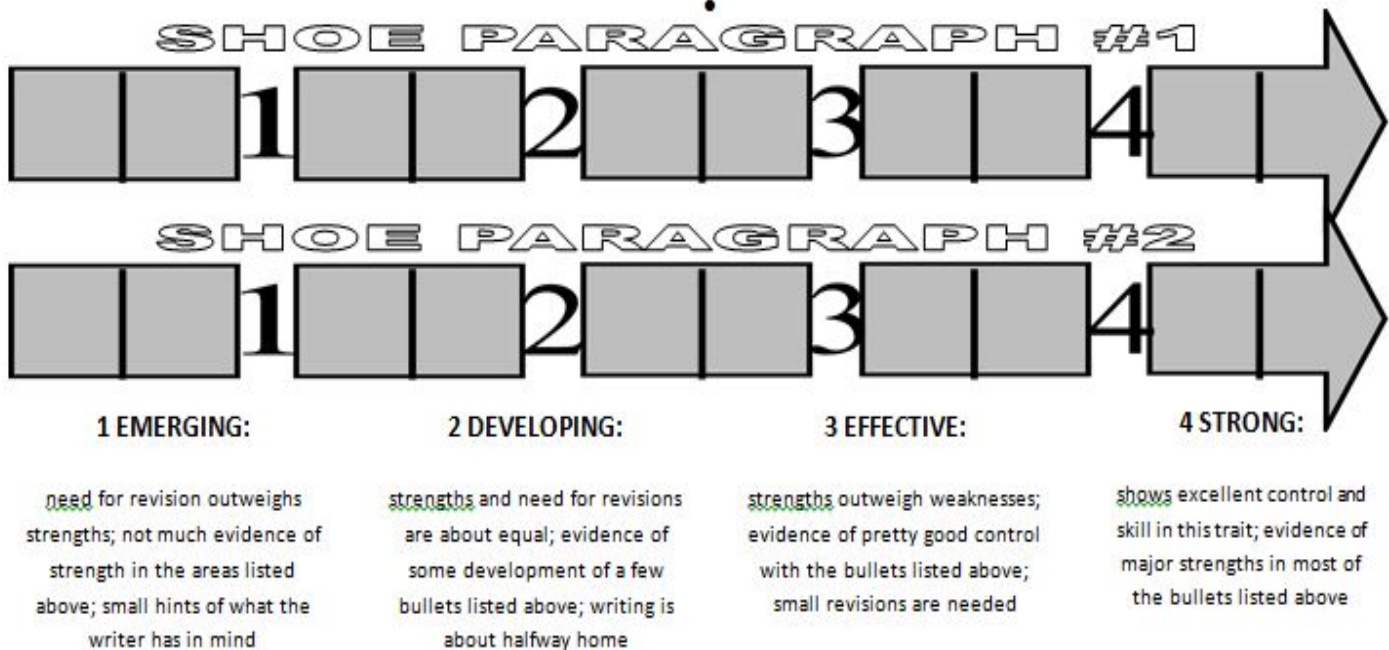 SHOE PARAGRAPH #1
1 2 3 4
SHOE PARAGRAPH #2
1 2 3 4
1 EMERGING:
need for revision outweighs
strengths; not much evidence of
strength in the areas listed
above; small hints of what the
writer has in mind
2 DEVELOPING:
strengths and need for revisions
are about equal; evidence of
some development of a few
bullets listed above; writing is
about halfway home
3 EFFECTIVE:
strengths outweigh weaknesses;
evidence of pretty good control
with the bullets listed above;
small revisions are needed
4 STRONG:
shows excellent control and
skill in this trait; evidence of
major strengths in most of
the bullets listed above